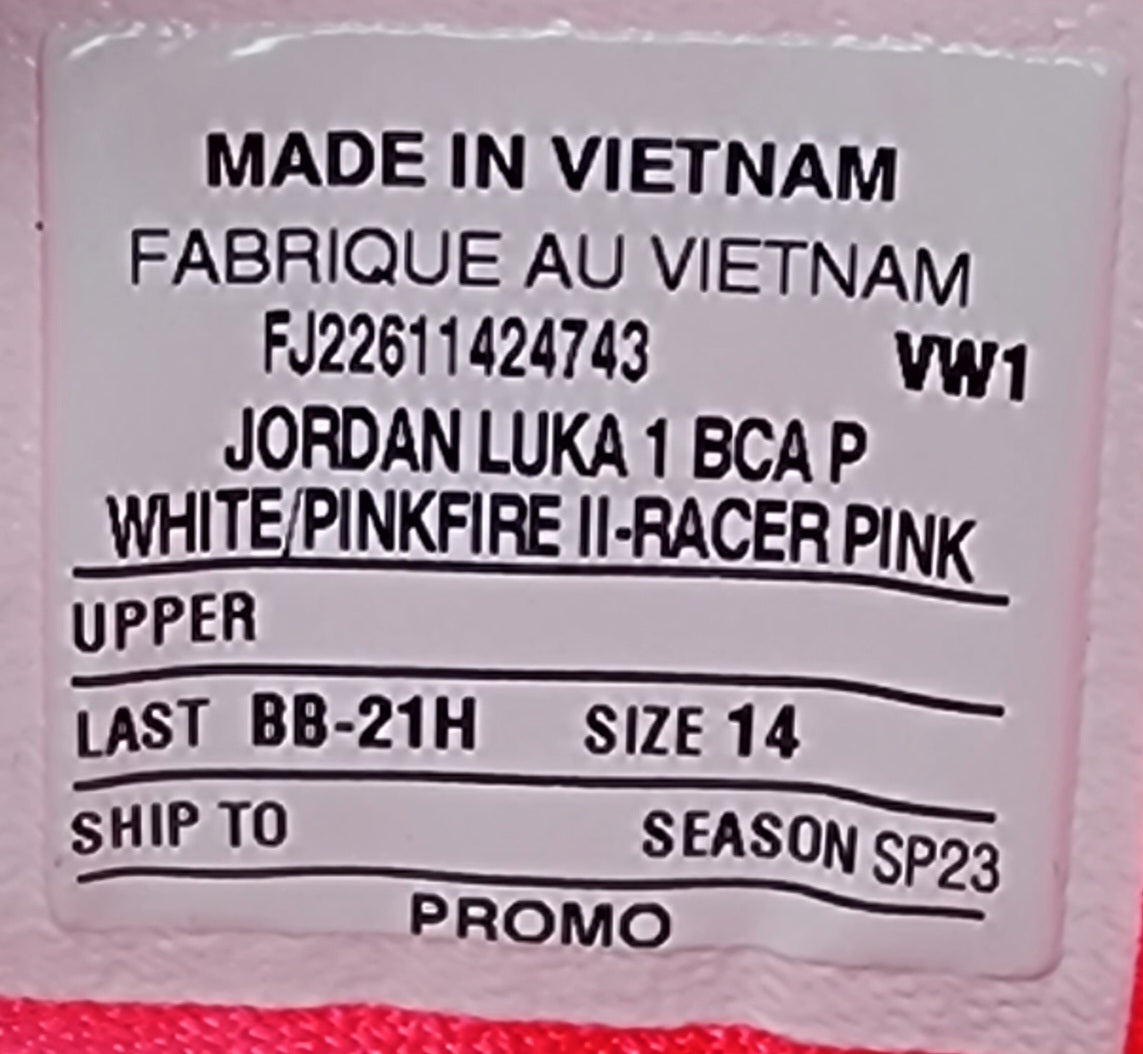 MADE IN VIETNAM
FABRIQUE AU VIETNAM
FJ22611424743 VW1
JORDAN LUKA 1 BCA P
WHITE/PINKFIRE II-RACER PINK
UPPER
LAST BB-21H SIZE 14
SHIP TO SEASON SP23
PROMO